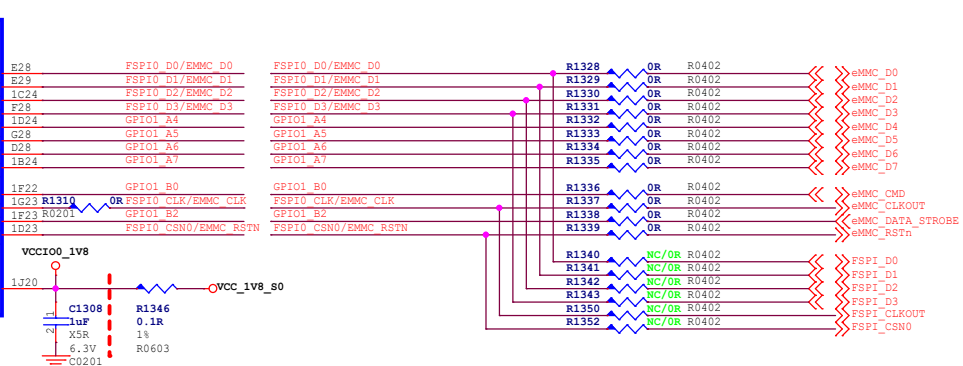 E28 FSPI0_D0/EMMC_D0 FSPI0_D0/EMMC_D0 R1328 0R R0402 eMMC_D0
E29 FSPI0_D1/EMMC_D1 FSPI0_D1/EMMC_D1 R1329 0R R0402 eMMC_D1
1C24 FSPI0_D2/EMMC_D2 FSPI0_D2/EMMC_D2 R1330 0R R0402 eMMC_D2
F28 FSPI0_D3/EMMC_D3 FSPI0_D3/EMMC_D3 R1331 0R R0402 eMMC_D3
1D24 GPIO1_A4 GPIO1_A4 R1332 0R R0402 eMMC_D4
G28 GPIO1_A5 GPIO1_A5 R1333 0R R0402 eMMC_D5
D28 GPIO1_A6 GPIO1_A6 R1334 0R R0402 eMMC_D6
1B24 GPIO1_A7 GPIO1_A7 R1335 0R R0402 eMMC_D7
1F22 GPIO1_B0 GPIO1_B0 R1336 0R R0402 eMMC_CMD
1G23 R1310 0R FSPI0_CLK/EMMC_CLK FSPI0_CLK/EMMC_CLK R1337 0R R0402 eMMC_CLKOUT
1F23 R0201 GPIO1_B2 GPIO1_B2 R1338 0R R0402 eMMC_DATA_STROBE
1D23 FSPI0_CSN0/EMMC_RSTN FSPI0_CSN0/EMMC_RSTN R1339 0R R0402 eMMC_RSTn
VCCIO0_1V8
R1340 NC/0R R0402 FSPI_D0
R1341 NC/0R R0402 FSPI_D1
1J20 VCC_1V8_S0 R1342 NC/0R R0402 FSPI_D2
R1343 NC/0R R0402 FSPI_D3
1 C1308 R1346 R1350 NC/0R R0402 FSPI_CLKOUT
2 1uF 0.1R R1352 NC/0R R0402 FSPI_CSN0
X5R 1%
6.3V R0603
C0201